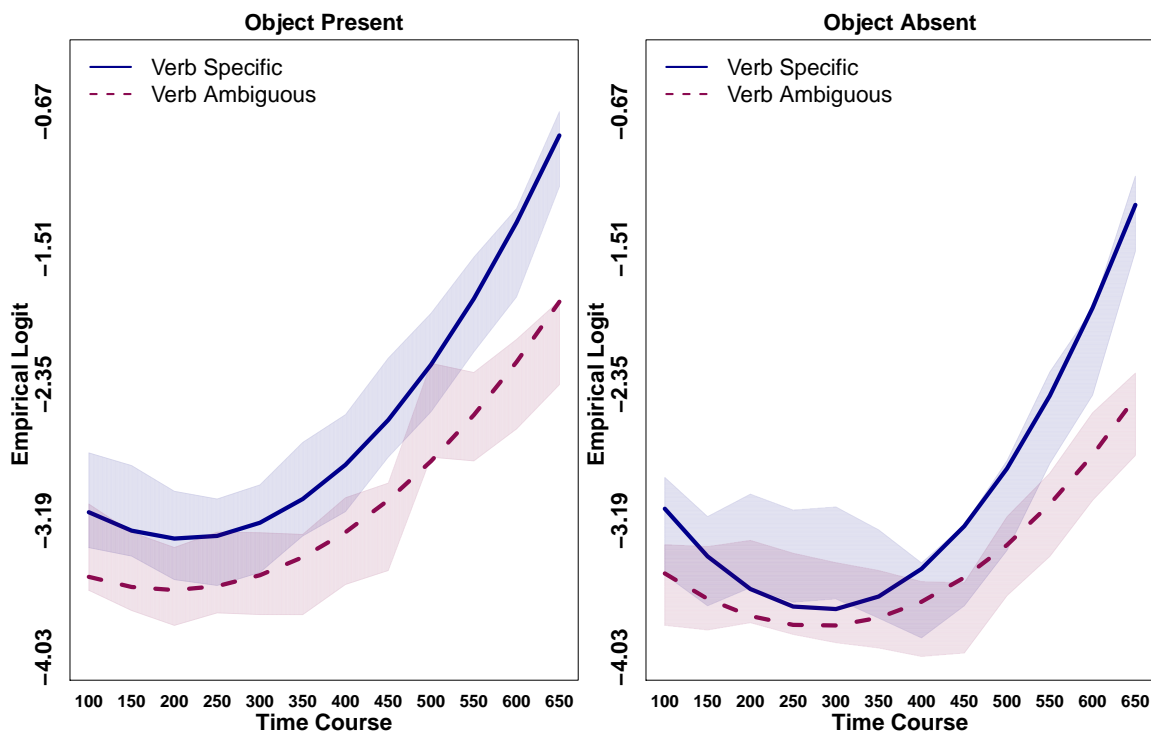 Object Present
Verb Specific
Verb Ambiguous
Empirical Logit
−0.67
−1.51
−2.35
−3.19
−4.03
100 150 200 250 300 350 400 450 500 550 600 650
Time Course
Object Absent
Verb Specific
Verb Ambiguous
Empirical Logit
−0.67
−1.51
−2.35
−3.19
−4.03
100 150 200 250 300 350 400 450 500 550 600 650
Time Course